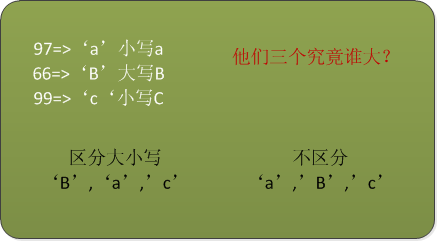 97=>‘a’小写a
66=>‘B’大写B
99=>‘c‘小写C
他们三个究竟谁大？
区分大小写
‘B’,‘a’,’c’
不区分
‘a’,’B’,’c’